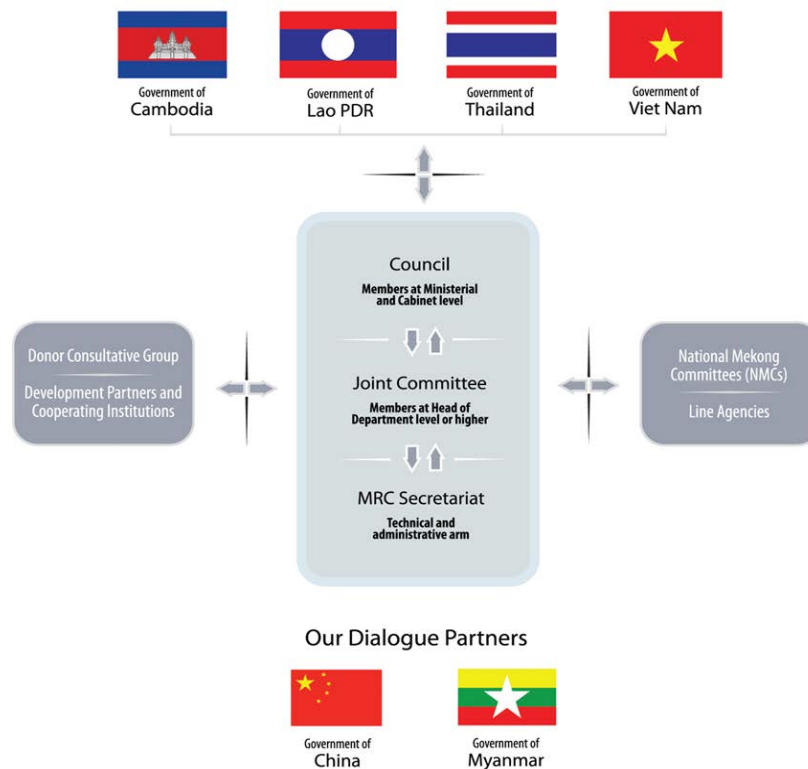 Government of
Cambodia
Government of
Lao PDR
Government of
Thailand
Government of
Viet Nam
Council
Members at Ministerial
and Cabinet level
Donor Consultative Group
Development Partners and
Cooperating Institutions
Joint Committee
Members at Head of
Department level or higher
National Mekong
Committees (NMCs)
Line Agencies
MRC Secretariat
Technical and
administrative arm
Our Dialogue Partners
Government of
China
Government of
Myanmar